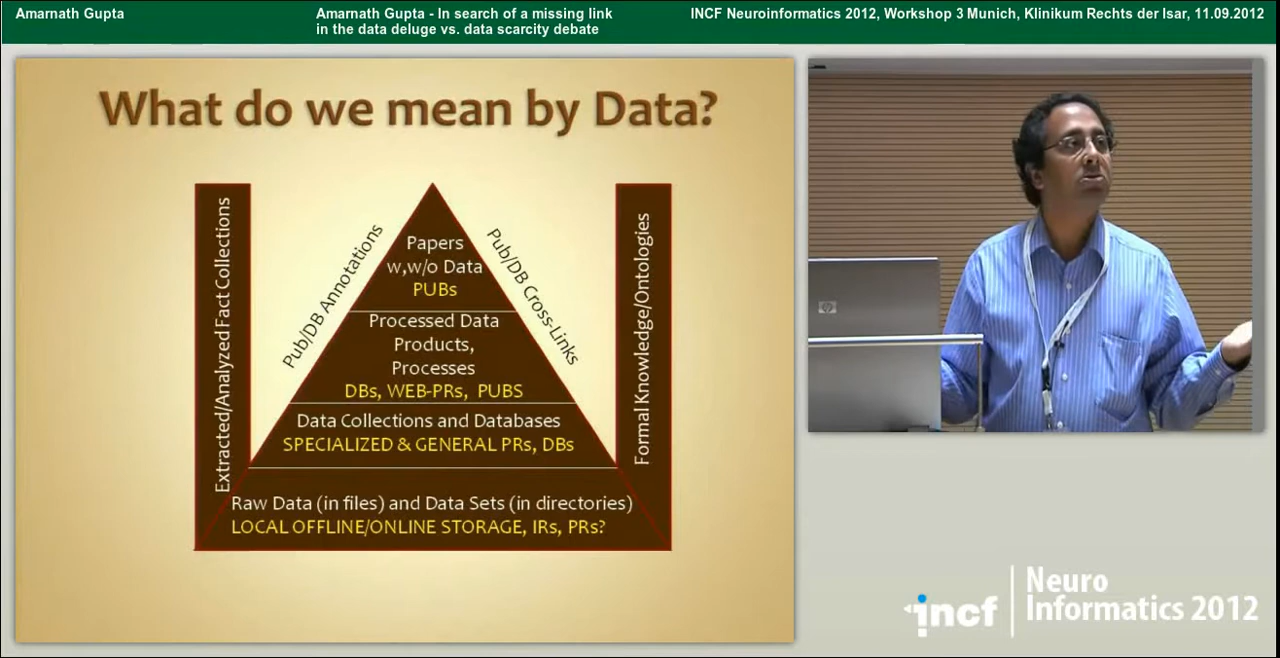 Amarnath Gupta
Amarnath Gupta - In search of a missing link
in the data deluge vs. data scarcity debate
INCF Neuroinformatics 2012, Workshop 3 Munich, Klinikum Rechts der Isar, 11.09.2012
What do we mean by Data?
Extracted/Analyzed Fact Collections
Pub/DB Annotations
Papers
w,w/o Data
PUBs
Processed Data
Products,
Processes
DBs, WEB-PRs, PUBS
Data Collections and Databases
SPECIALIZED & GENERAL PRs, DBs
Raw Data (in files) and Data Sets (in directories)
LOCAL OFFLINE/ONLINE STORAGE, IRs, PRs?
Pub/DB Cross-Links
Formal Knowledge/Ontologies
hp
incf
Neuro
Informatics 2012